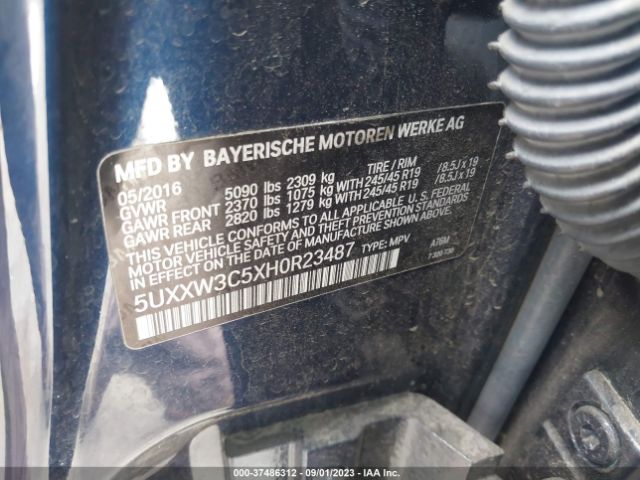 MFD BY BAYERISCHE MOTOREN WERKE AG
05/2016 5090 lbs 2309 kg TIRE / RIM
GVWR
GAWR FRONT 2370 lbs 1075 kg WITH 245/45 R19 /8.5J x 19
GAWR REAR 2820 lbs 1279 kg WITH 245/45 R19 /8.5J x 19
THIS VEHICLE CONFORMS TO ALL APPLICABLE U. S. FEDERAL
MOTOR VEHICLE SAFETY AND THEFT PREVENTION STANDARDS
IN EFFECT ON THE DATE OF MANUFACTURE SHOWN ABOVE.
5UXXW3C5XH0R23487 TYPE: MPV A76M
000-37486312 - 09/01/2023 - IAA Inc.